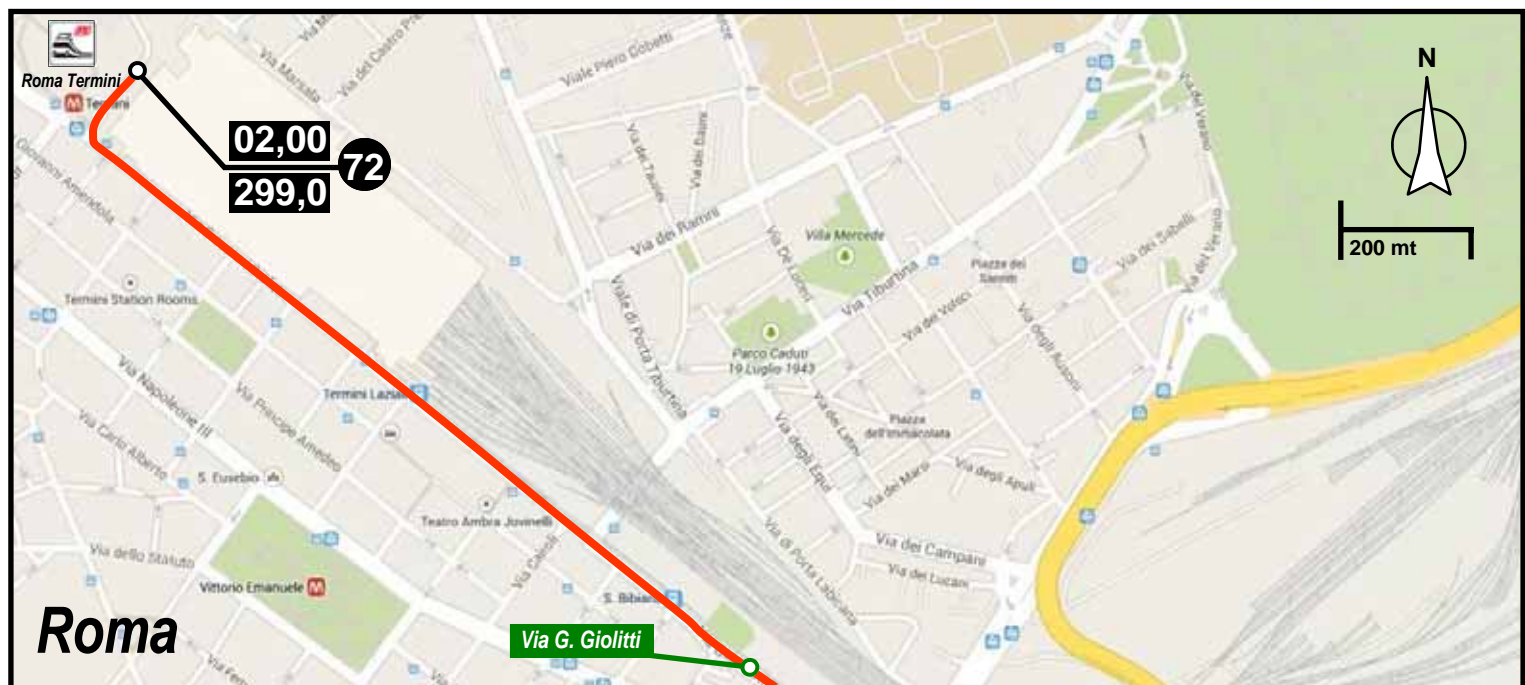 Roma Termini
Termini
02,00
299,0
72
N
200 mt
Via Marsala
Via del Castro Pre
Viale Piero Gobetti
Via dei Tausini
Via dei Bauni
Via dei Ramni
Via De Lollis
Villa Mercede
Via Tiburtina
Piazza dei
Sanniti
Via dei Sabelli
Via del Verano
Via del Verano
Via dei Volsci
Via degli Ausoni
Giovanni Amendola
Termini Station Rooms
Viale di Porta Tiburtina
Parco Caduti
19 Luglio 1943
Via Napoleone III
Via Principe Amedeo
Termini Laziali
Via Carlo Alberto
S. Eusebio
Via dei Latini
Via degli Equi
Piazza
dell'Immacolata
Via dei Marsi
Via degli Apuli
Teatro Ambra Jovinelli
Via Cairoli
Via di Porta Labicana
Via dei Campani
Via dei Lucani
Via dello Statuto
Vittorio Emanuele
S. Bibiana
Roma
Via G. Giolitti